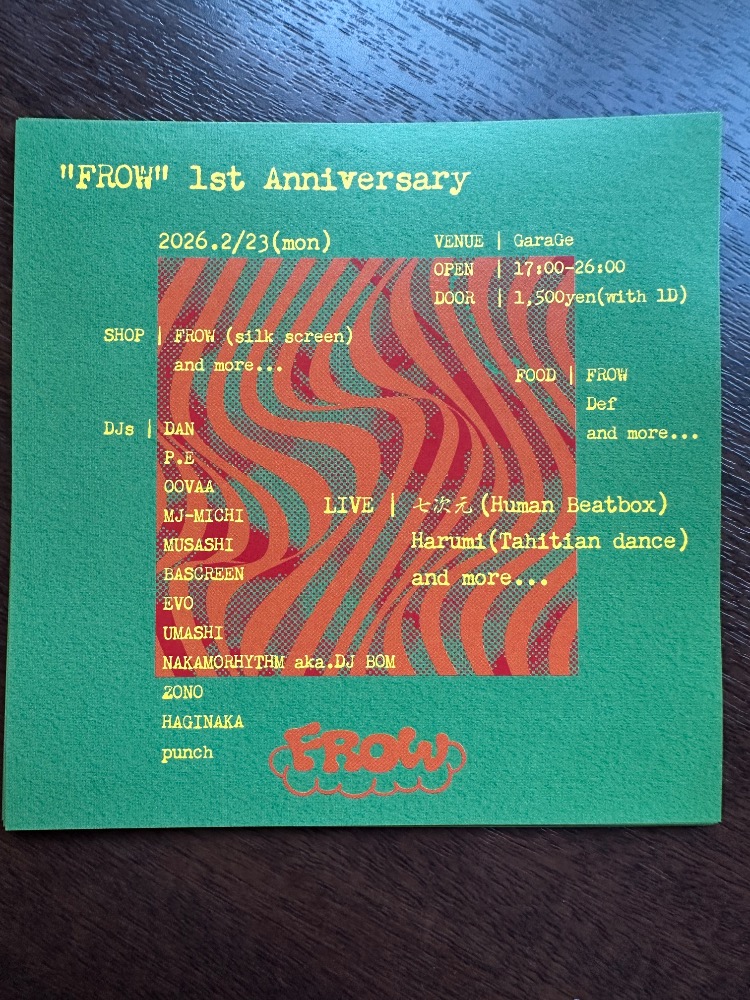 "FROW" 1st Anniversary
2026.2/23(mon)
VENUE | GaraGe
OPEN | 17:00-26:00
DOOR | 1,500yen(with 1D)
SHOP | FROW (silk screen)
and more...
FOOD | FROW
Def
and more...
DJs | DAN
P.E
OOVAA
MJ-MICHI
MUSASHI
BASCREEN
EVO
UMASHI
NAKAMORHYTHM aka.DJ BOM
ZONO
HAGINAKA
punch
LIVE | 七次元(Human Beatbox)
Harumi(Tahitian dance)
and more...
FROW